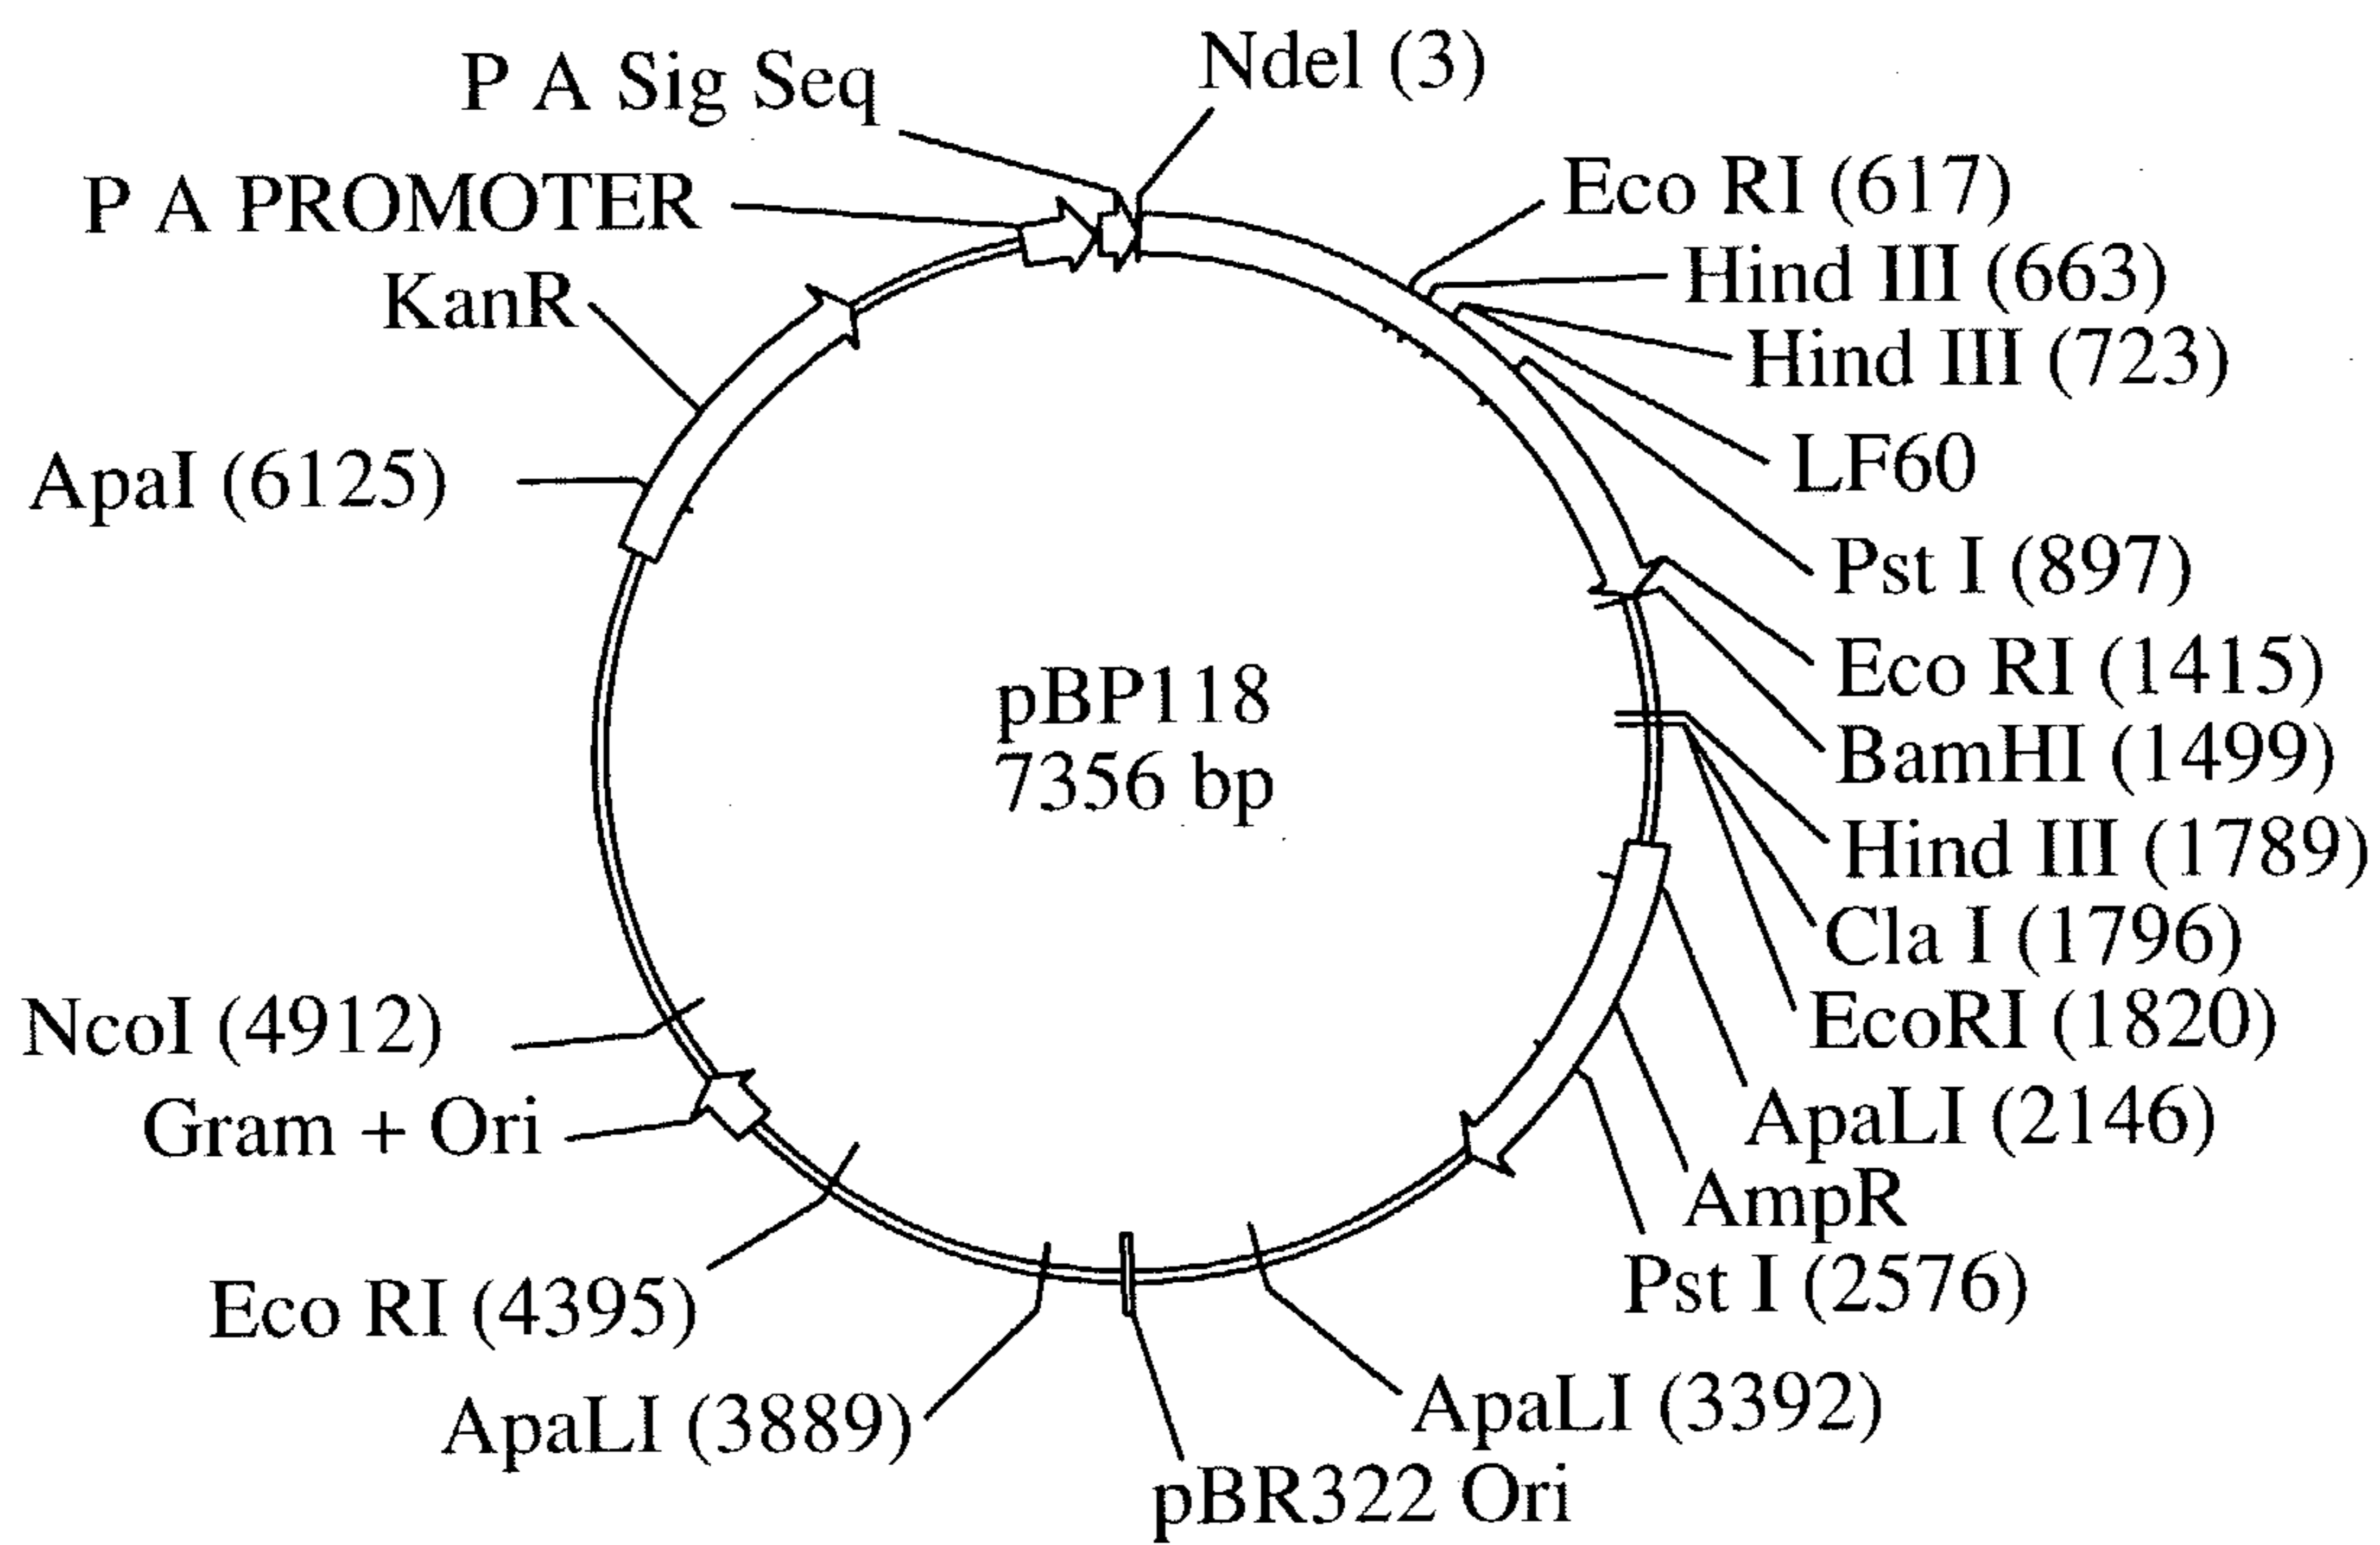 P A Sig Seq
NdeI (3)
P A PROMOTER
Eco RI (617)
KanR
Hind III (663)
Hind III (723)
ApaI (6125)
LF60
Pst I (897)
Eco RI (1415)
pBP118
7356 bp
BamHI (1499)
Hind III (1789)
Cla I (1796)
NcoI (4912)
EcoRI (1820)
Gram + Ori
ApaLI (2146)
AmpR
Eco RI (4395)
Pst I (2576)
ApaLI (3889)
ApaLI (3392)
pBR322 Ori